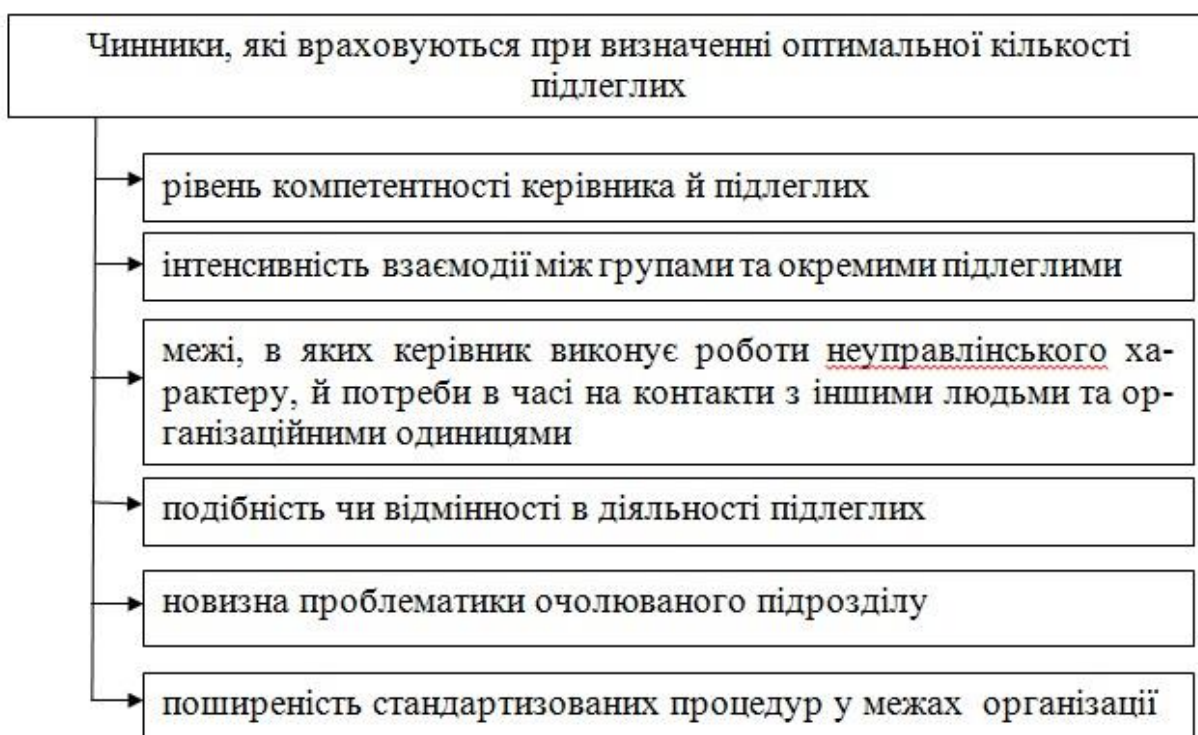 Чинники, які враховуються при визначенні оптимальної кількості
підлеглих
рівень компетентності керівника й підлеглих
інтенсивність взаємодії між групами та окремими підлеглими
межі, в яких керівник виконує роботи неуправлінського ха-
рактеру, й потреби в часі на контакти з іншими людьми та ор-
ганізаційними одиницями
подібність чи відмінності в діяльності підлеглих
новизна проблематики очолюваного підрозділу
поширеність стандартизованих процедур у межах організації